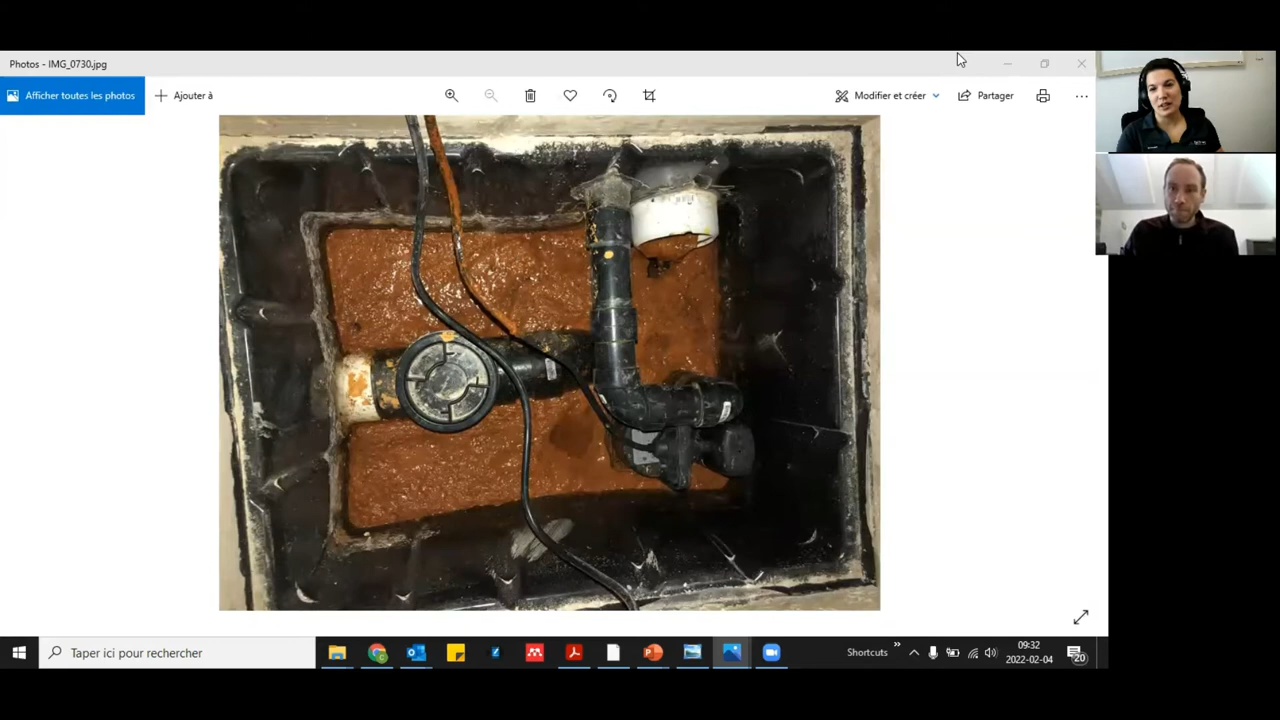 Photos - IMG_0730.jpg
Afficher toutes les photos
Ajouter à
Modifier et créer
Partager
Taper ici pour rechercher
Shortcuts
09:32
2022-02-04
20